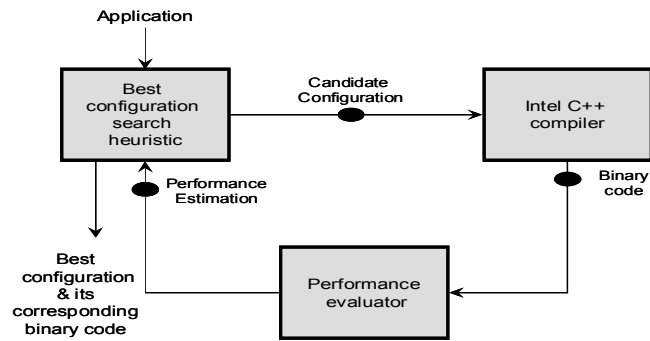 Application
Best
configuration
search
heuristic
Candidate
Configuration
Intel C++
compiler
Performance
Estimation
Binary
code
Best
configuration
& its
corresponding
binary code
Performance
evaluator